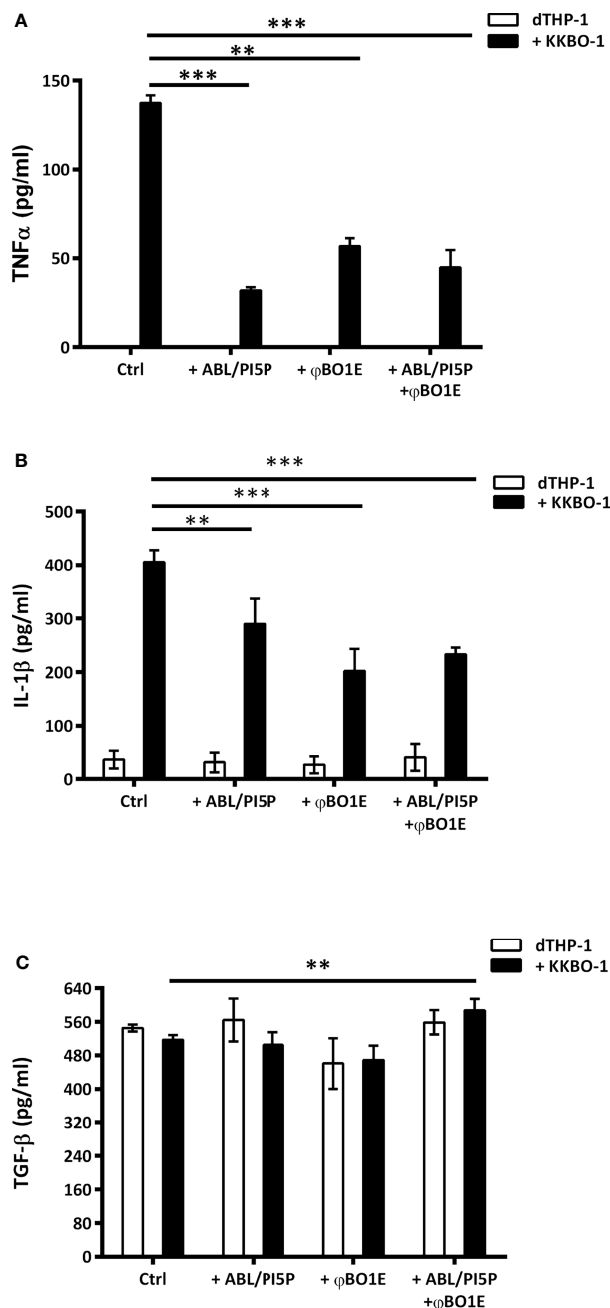 A
dTHP-1
+ KKBO-1
***
**
***
TNFα (pg/ml)
150
100
50
0
Ctrl
+ ABL/PI5P
+ φBO1E
+ ABL/PI5P
+φBO1E
B
dTHP-1
+ KKBO-1
***
***
**
IL-1β (pg/ml)
500
400
300
200
100
0
Ctrl
+ ABL/PI5P
+ φBO1E
+ ABL/PI5P
+φBO1E
C
dTHP-1
+ KKBO-1
**
TGF-β (pg/ml)
640
560
480
400
320
240
160
80
0
Ctrl
+ ABL/PI5P
+ φBO1E
+ ABL/PI5P
+φBO1E